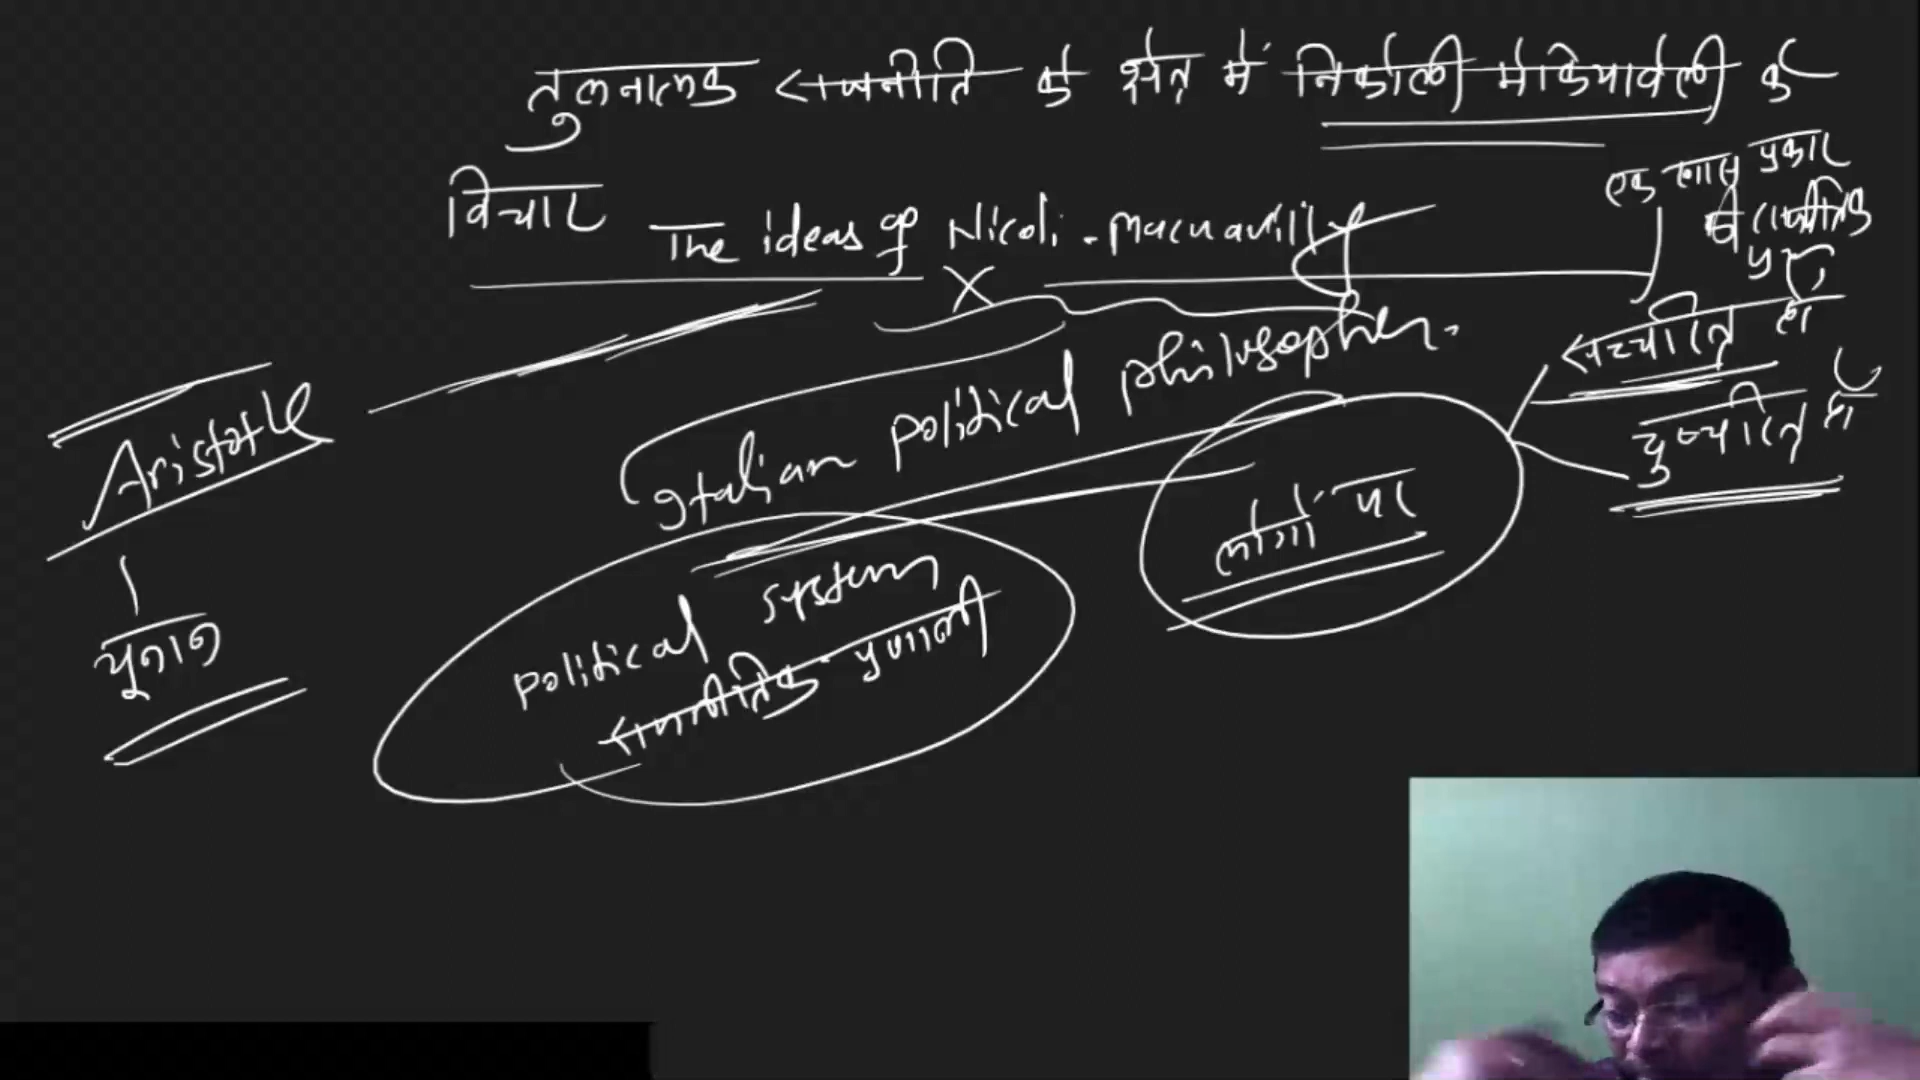 तुलनात्मक राजनीति के क्षेत्र में निकोली मेकियावेली के
विचार The ideas of Nicoli -
एक खास प्रकार
राजनीतिक
Italian political philosopher.
सच्चरित्र हो
दुष्चरित्र हो
Aristotle
यूनान
लोगों पर
political system
राजनीतिक प्रणाली